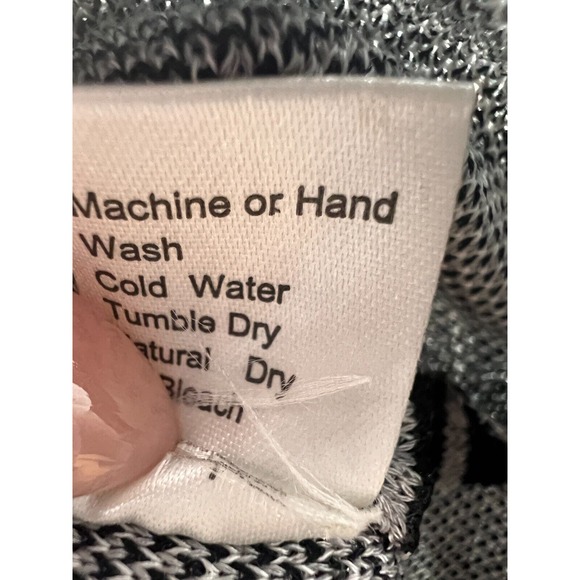 Machine or Hand
Wash
Cold Water
Tumble Dry
Dry
Bleach